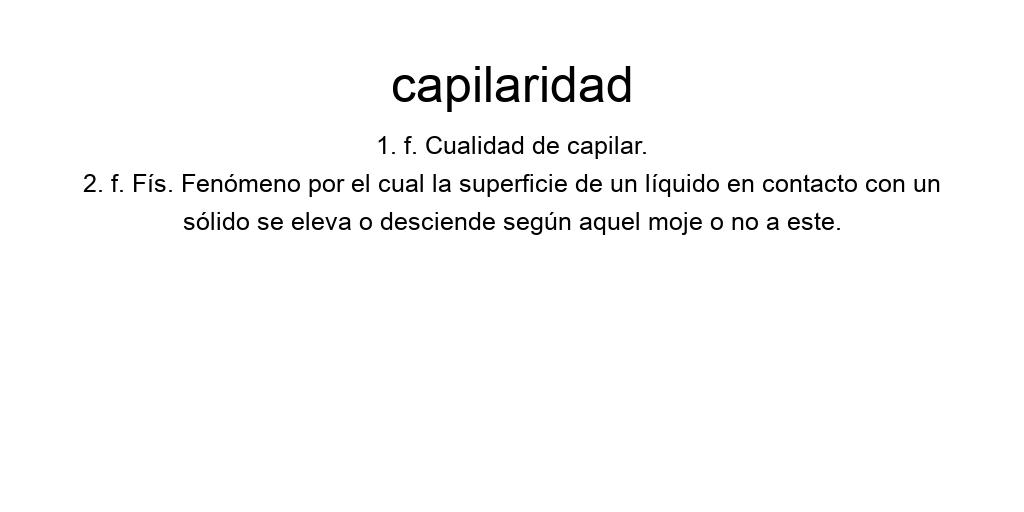 capilaridad
1. f. Cualidad de capilar.
2. f. Fís. Fenómeno por el cual la superficie de un líquido en contacto con un
sólido se eleva o desciende según aquel moje o no a este.